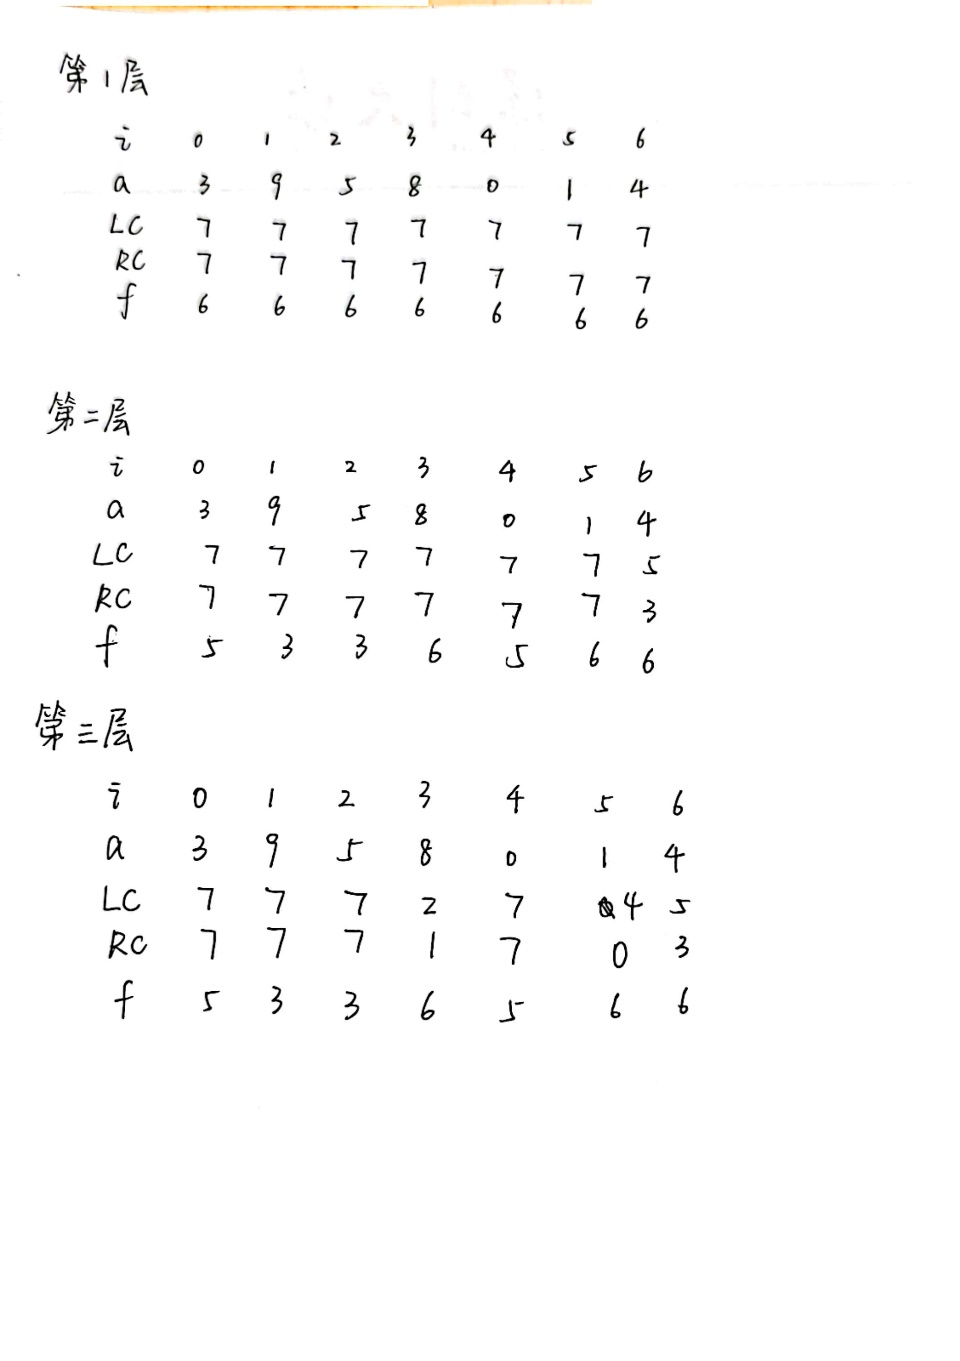 第1层
i 0 1 2 3 4 5 6
a 3 9 5 8 0 1 4
LC 7 7 7 7 7 7 7
RC 7 7 7 7 7 7 7
f 6 6 6 6 6 6 6
第二层
i 0 1 2 3 4 5 6
a 3 9 5 8 0 1 4
LC 7 7 7 7 7 7 5
RC 7 7 7 7 7 7 3
f 5 3 3 6 5 6 6
第三层
i 0 1 2 3 4 5 6
a 3 9 5 8 0 1 4
LC 7 7 7 2 7 4 5
RC 7 7 7 1 7 0 3
f 5 3 3 6 5 6 6